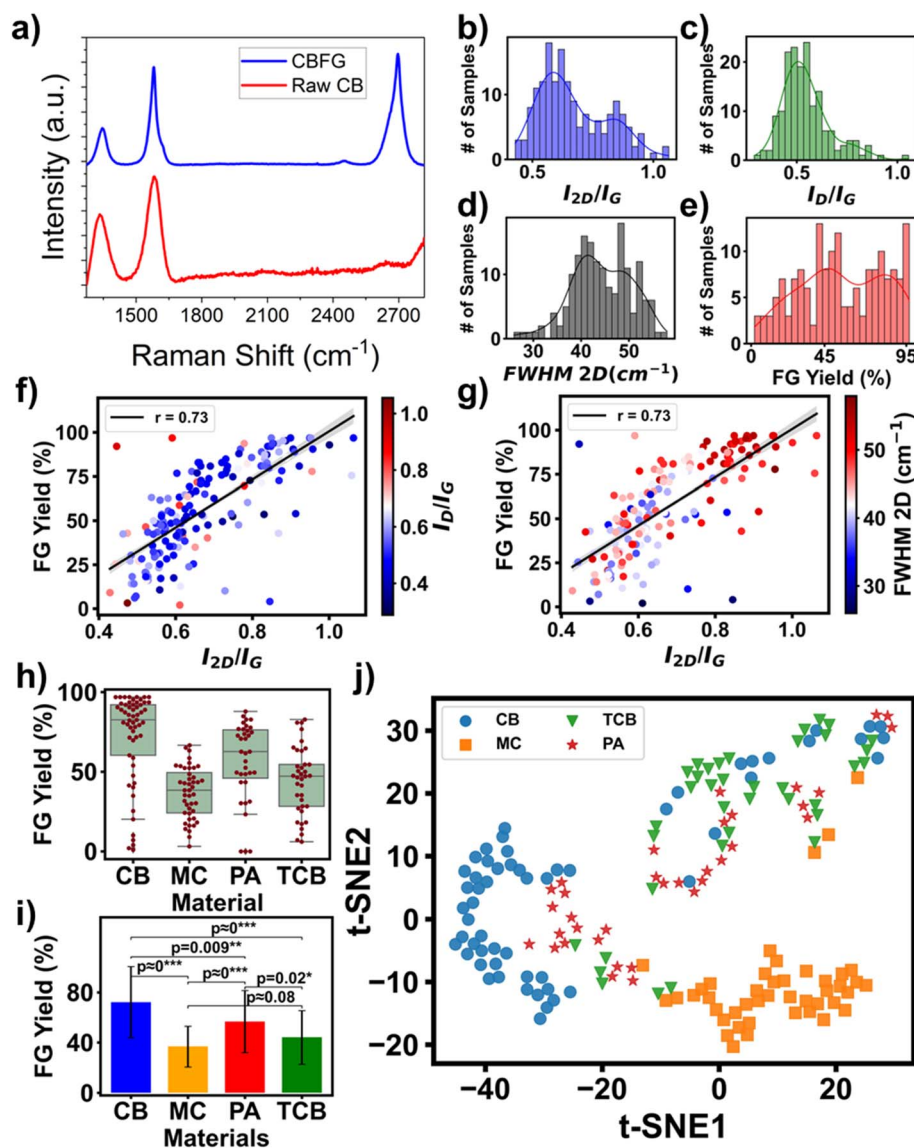 a)
CBFG
Raw CB
Intensity (a.u.)
1500 1800 2100 2400 2700
Raman Shift (cm⁻¹)
b)
# of Samples
10
0
0.5 1.0
I2D/IG
c)
# of Samples
20
10
0
0.5 1.0
ID/IG
d)
# of Samples
10
0
30 40 50
FWHM 2D(cm⁻¹)
e)
# of Samples
10
5
0
0 45 95
FG Yield (%)
f)
r = 0.73
FG Yield (%)
100
75
50
25
0
0.4 0.6 0.8 1.0
I2D/IG
1.0
0.8
0.6
0.4
ID/IG
g)
r = 0.73
FG Yield (%)
100
75
50
25
0
0.4 0.6 0.8 1.0
I2D/IG
50
40
30
FWHM 2D (cm⁻¹)
h)
FG Yield (%)
100
50
0
CB MC PA TCB
Material
i)
FG Yield (%)
80
40
0
p≈0***
p=0.009**
p≈0*** p≈0*** p=0.02*
p≈0.08
CB MC PA TCB
Materials
j)
CB TCB
MC PA
t-SNE2
30
20
10
0
−10
−20
−40 −20 0 20
t-SNE1